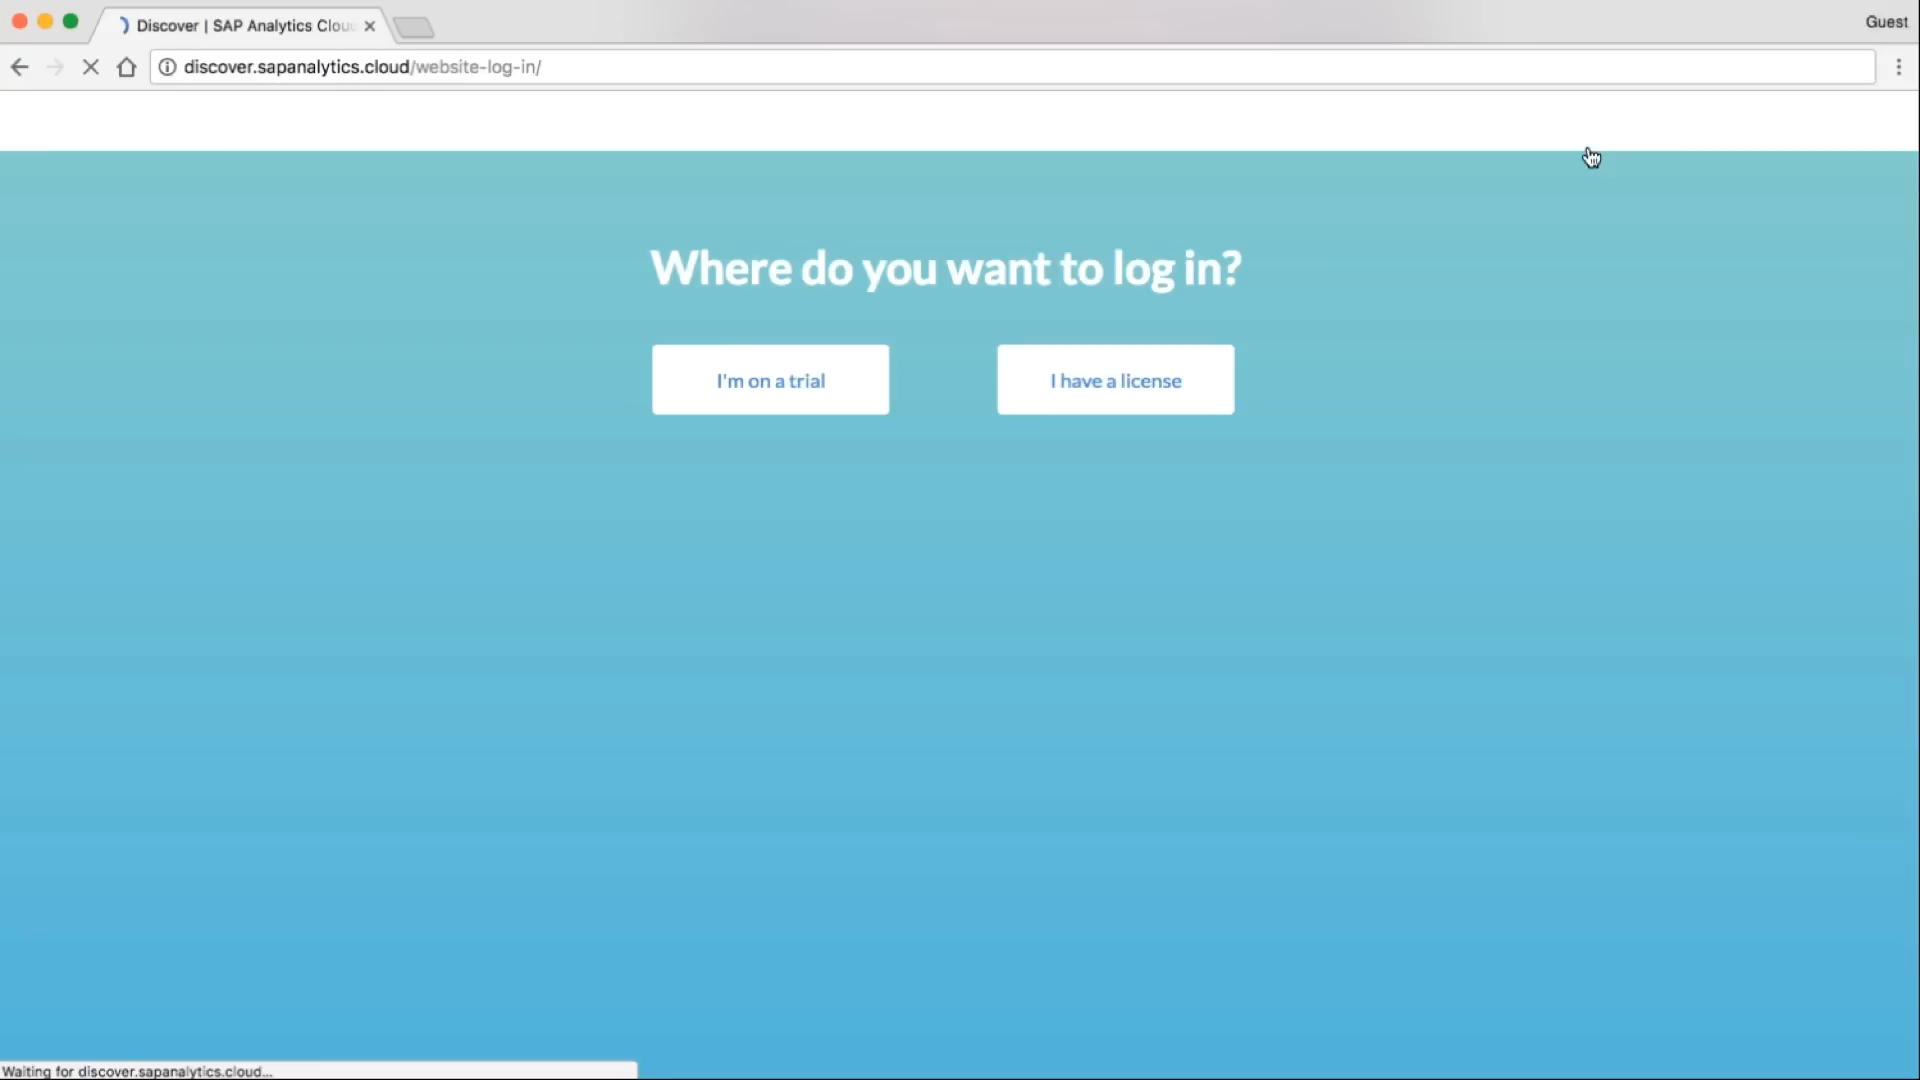 Discover | SAP Analytics Clou
Guest
discover.sapanalytics.cloud/website-log-in/
Where do you want to log in?
I'm on a trial
I have a license
Waiting for discover.sapanalytics.cloud...